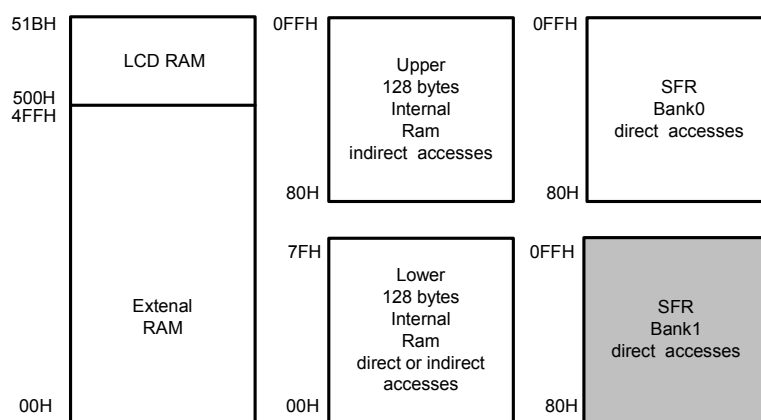 51BH
LCD RAM
500H
4FFH
Extenal
RAM
00H
0FFH
Upper
128 bytes
Internal
Ram
indirect accesses
80H
7FH
Lower
128 bytes
Internal
Ram
direct or indirect
accesses
00H
0FFH
SFR
Bank0
direct accesses
80H
0FFH
SFR
Bank1
direct accesses
80H